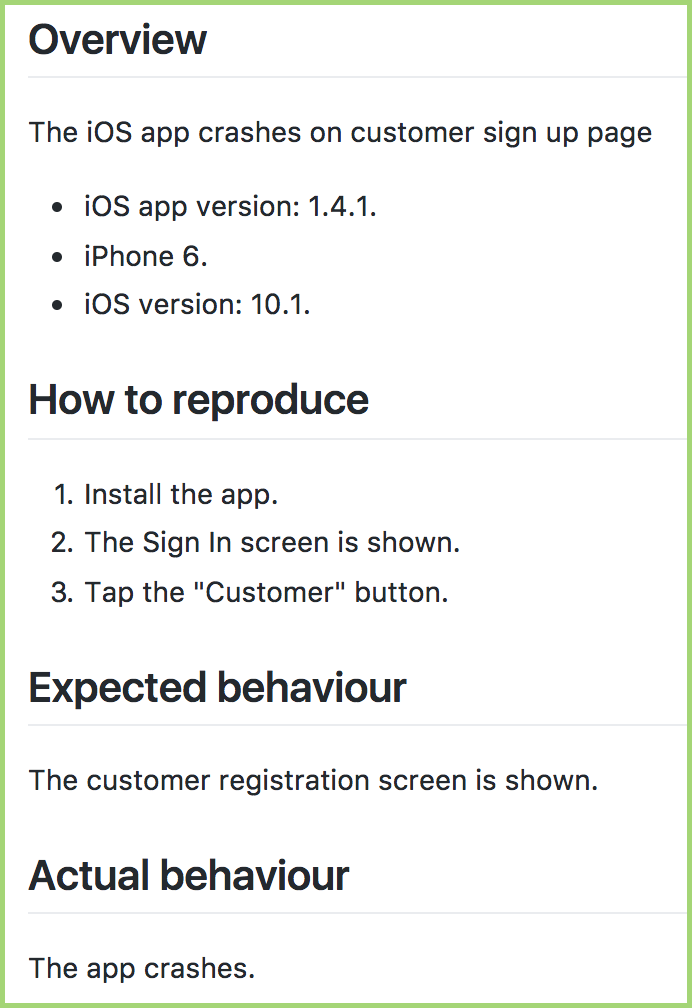 Overview
The iOS app crashes on customer sign up page
• iOS app version: 1.4.1.
• iPhone 6.
• iOS version: 10.1.
How to reproduce
1. Install the app.
2. The Sign In screen is shown.
3. Tap the "Customer" button.
Expected behaviour
The customer registration screen is shown.
Actual behaviour
The app crashes.